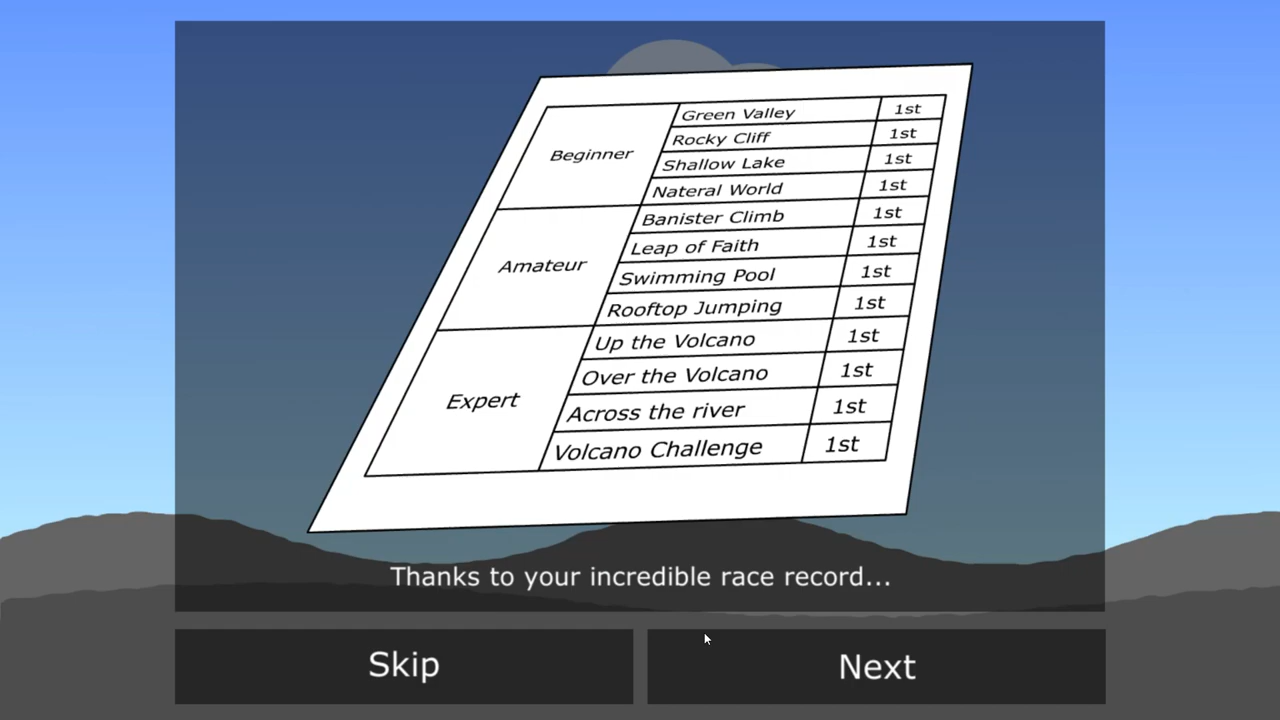 Beginner
Green Valley 1st
Rocky Cliff 1st
Shallow Lake 1st
Nateral World 1st
Amateur
Banister Climb 1st
Leap of Faith 1st
Swimming Pool 1st
Rooftop Jumping 1st
Expert
Up the Volcano 1st
Over the Volcano 1st
Across the river 1st
Volcano Challenge 1st
Thanks to your incredible race record...
Skip
Next